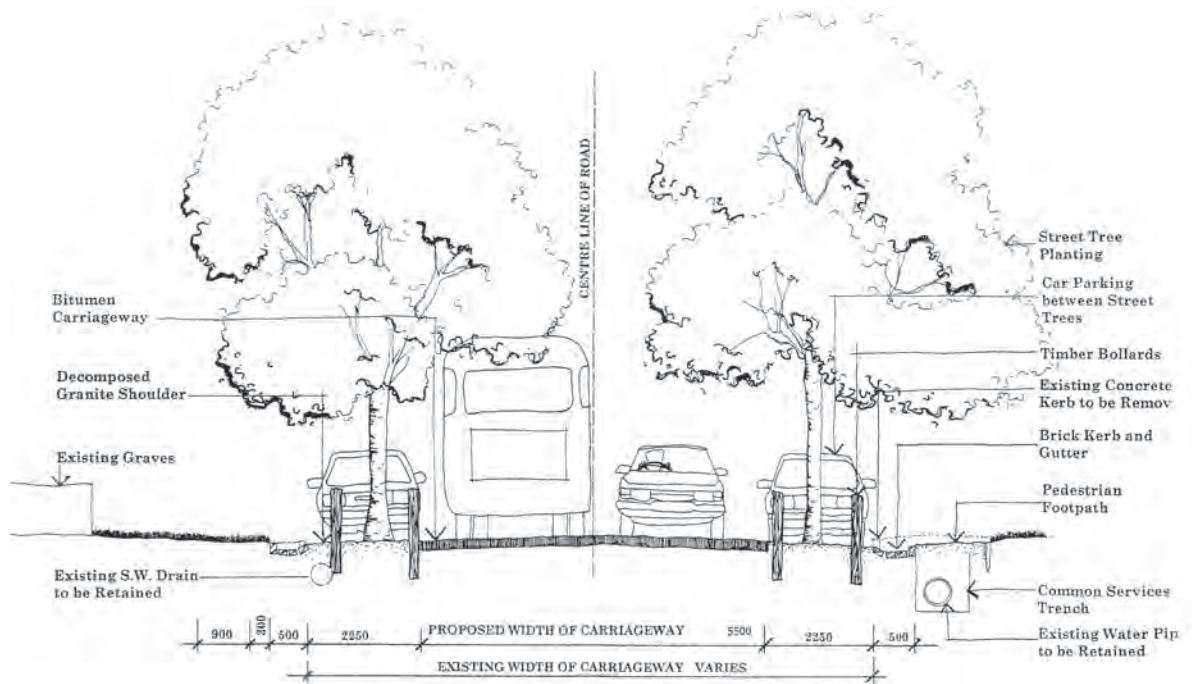 CENTRE LINE OF ROAD
Bitumen
Carriageway
Decomposed
Granite Shoulder
Existing Graves
Existing S.W. Drain
to be Retained
Street Tree
Planting
Car Parking
between Street
Trees
Timber Bollards
Existing Concrete
Kerb to be Remov
Brick Kerb and
Gutter
Pedestrian
Footpath
Common Services
Trench
Existing Water Pip
to be Retained
900 300 500 2250 PROPOSED WIDTH OF CARRIAGEWAY 5500 2250 500
EXISTING WIDTH OF CARRIAGEWAY VARIES